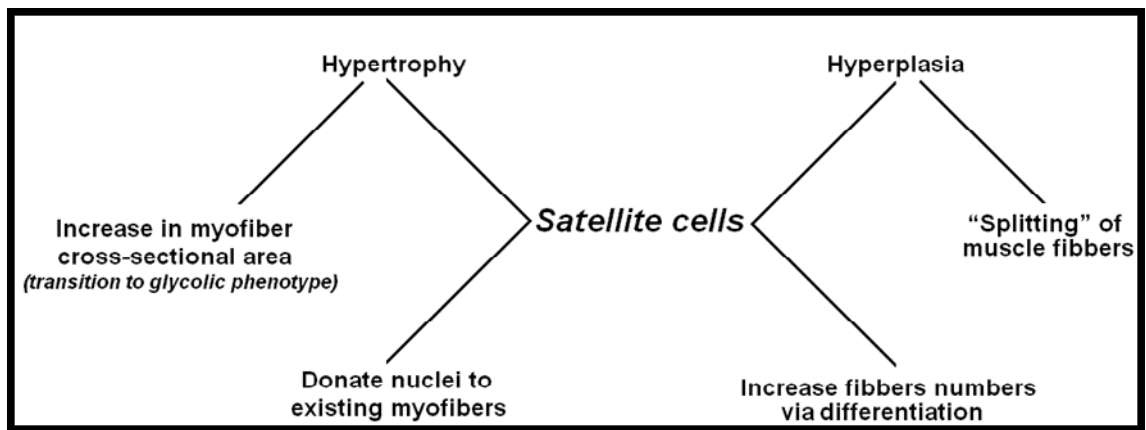 Hypertrophy
Hyperplasia
Increase in myofiber
cross-sectional area
(transition to glycolic phenotype)
Satellite cells
“Splitting” of
muscle fibbers
Donate nuclei to
existing myofibers
Increase fibbers numbers
via differentiation